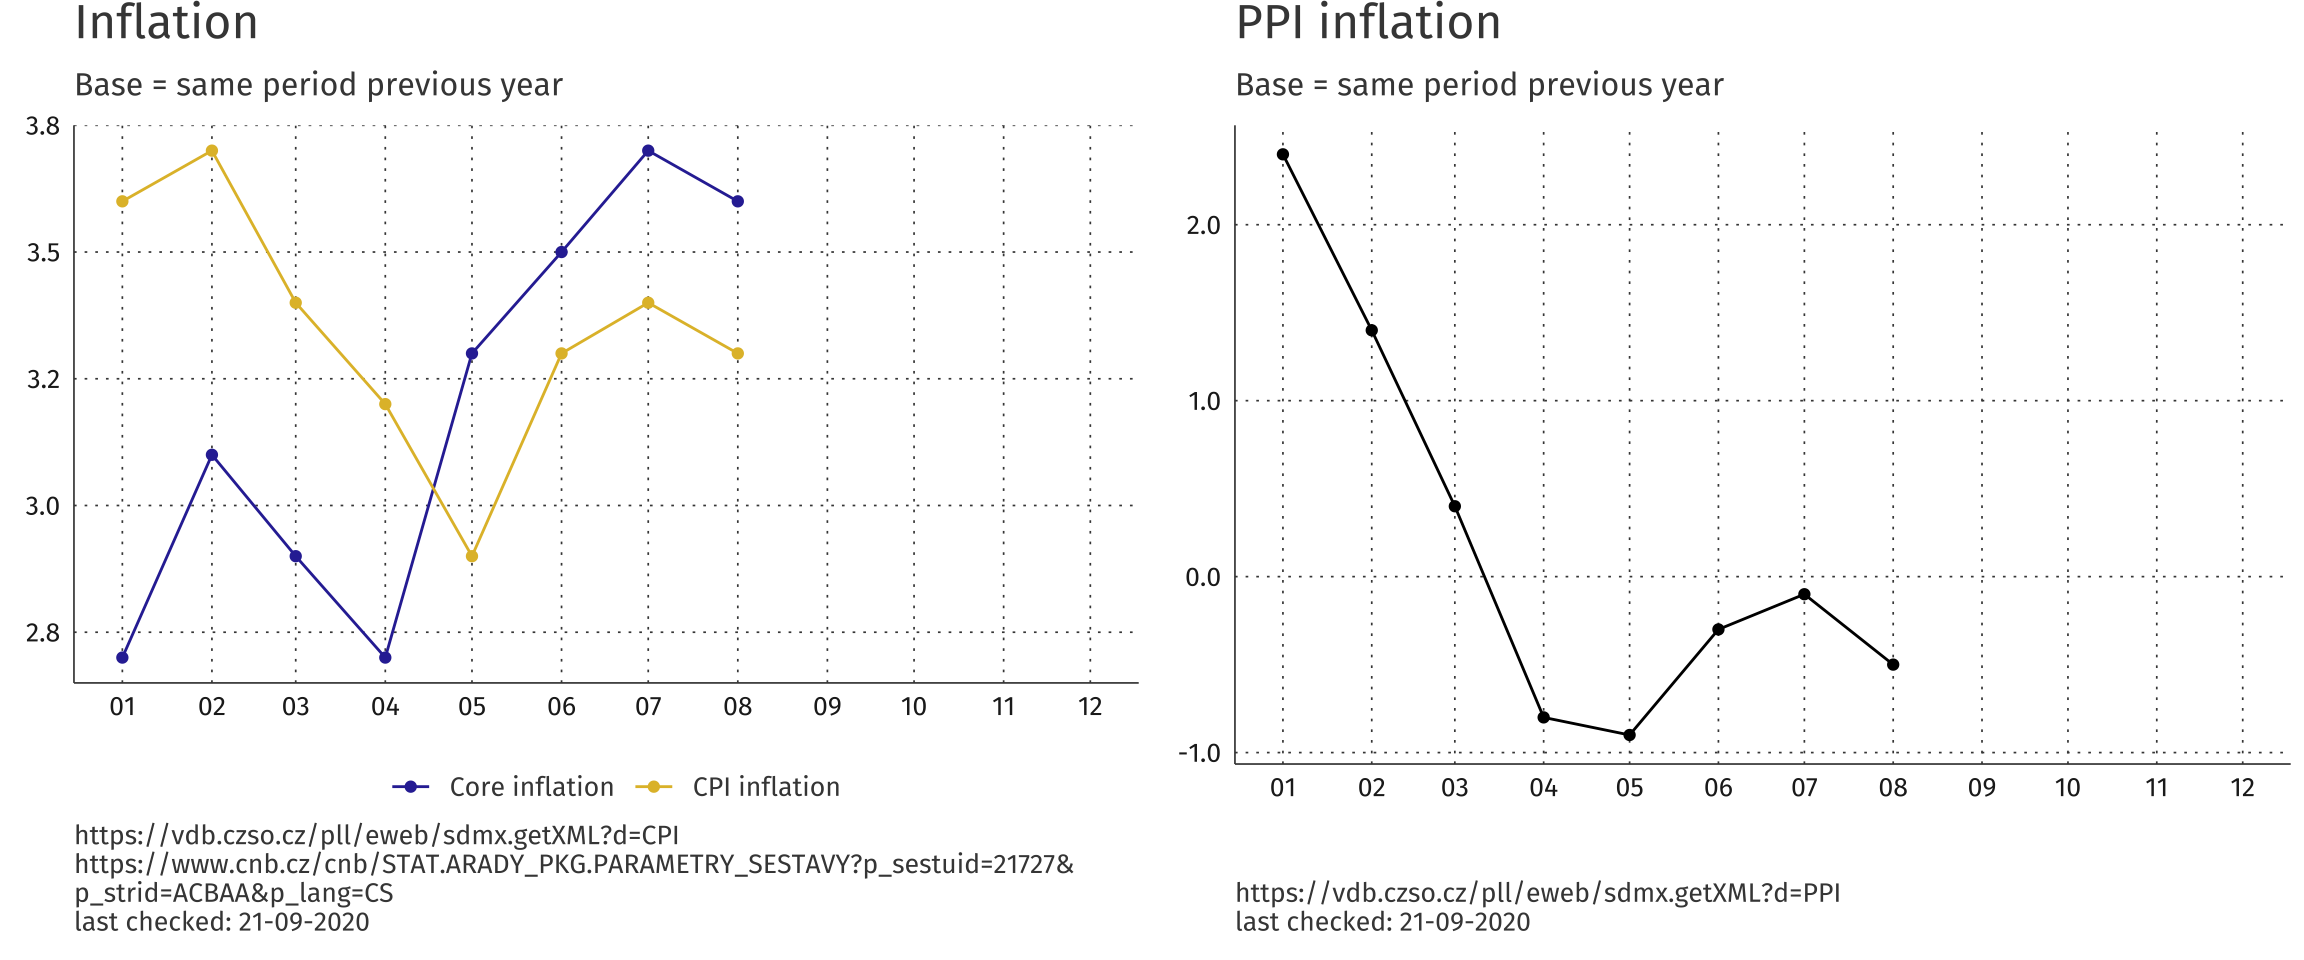 Inflation
Base = same period previous year
3.8
3.5
3.2
3.0
2.8
01 02 03 04 05 06 07 08 09 10 11 12
Core inflation CPI inflation
https://vdb.czso.cz/pll/eweb/sdmx.getXML?d=CPI
https://www.cnb.cz/cnb/STAT.ARADY_PKG.PARAMETRY_SESTAVY?p_sestuid=21727&
p_strid=ACBAA&p_lang=CS
last checked: 21-09-2020
PPI inflation
Base = same period previous year
2.0
1.0
0.0
-1.0
01 02 03 04 05 06 07 08 09 10 11 12
https://vdb.czso.cz/pll/eweb/sdmx.getXML?d=PPI
last checked: 21-09-2020